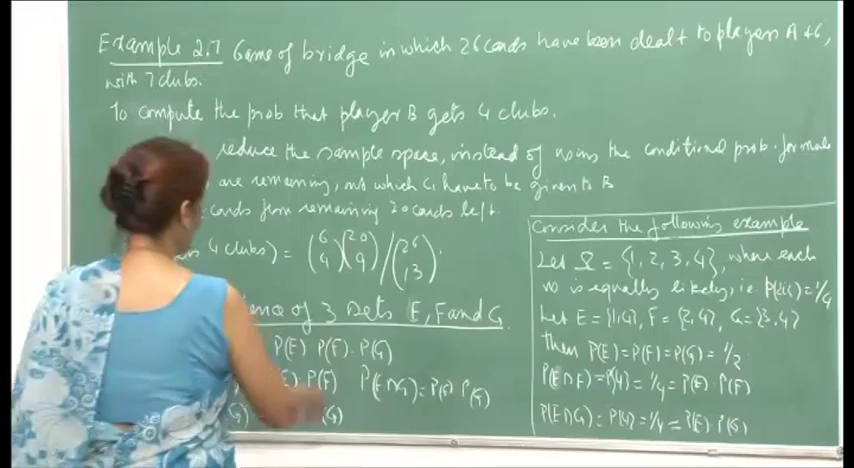 Example 2.7 Game of bridge in which 26 cards have been dealt to players A & C,
with 7 clubs.
To compute the prob that player B gets 4 clubs.
reduce the sample space, instead of using the conditional prob. formula
are remaining, out which 4 have to be given to B
cards from remaining 20 cards left.
4 clubs) = (6 4)(20 9)/(26 13).
ence of 3 sets E, F and G
P(E) P(F) P(G)
P(F) P(E∩G) = P(E) P(G)
Consider the following example
Let Ω = {1, 2, 3, 4}, where each
no is equally likely, ie P({i}) = 1/4
Let E = {1,4}, F = {2,4}, G = {3,4}
then P(E) = P(F) = P(G) = 1/2
P(E∩F) = P(4) = 1/4 = P(E) P(F)
P(E∩G) = P(4) = 1/4 = P(E) P(G)